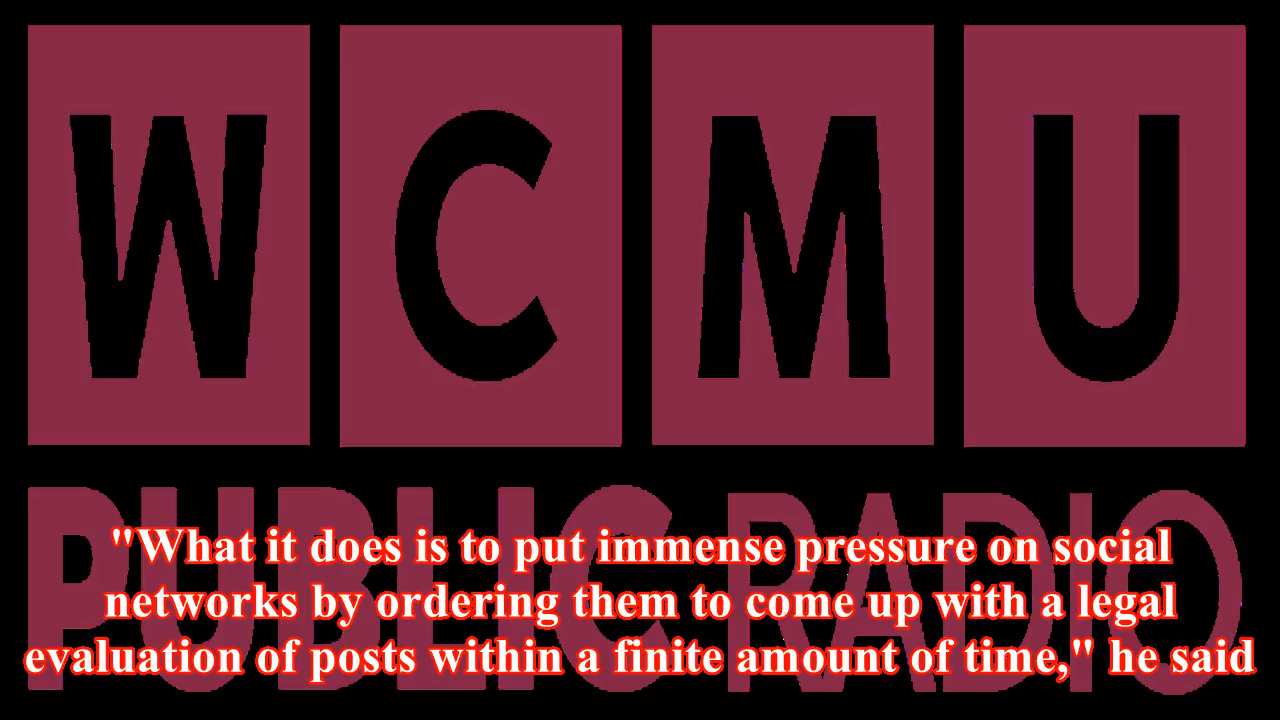 WCMU
PUBLIC RADIO
"What it does is to put immense pressure on social
networks by ordering them to come up with a legal
evaluation of posts within a finite amount of time," he said